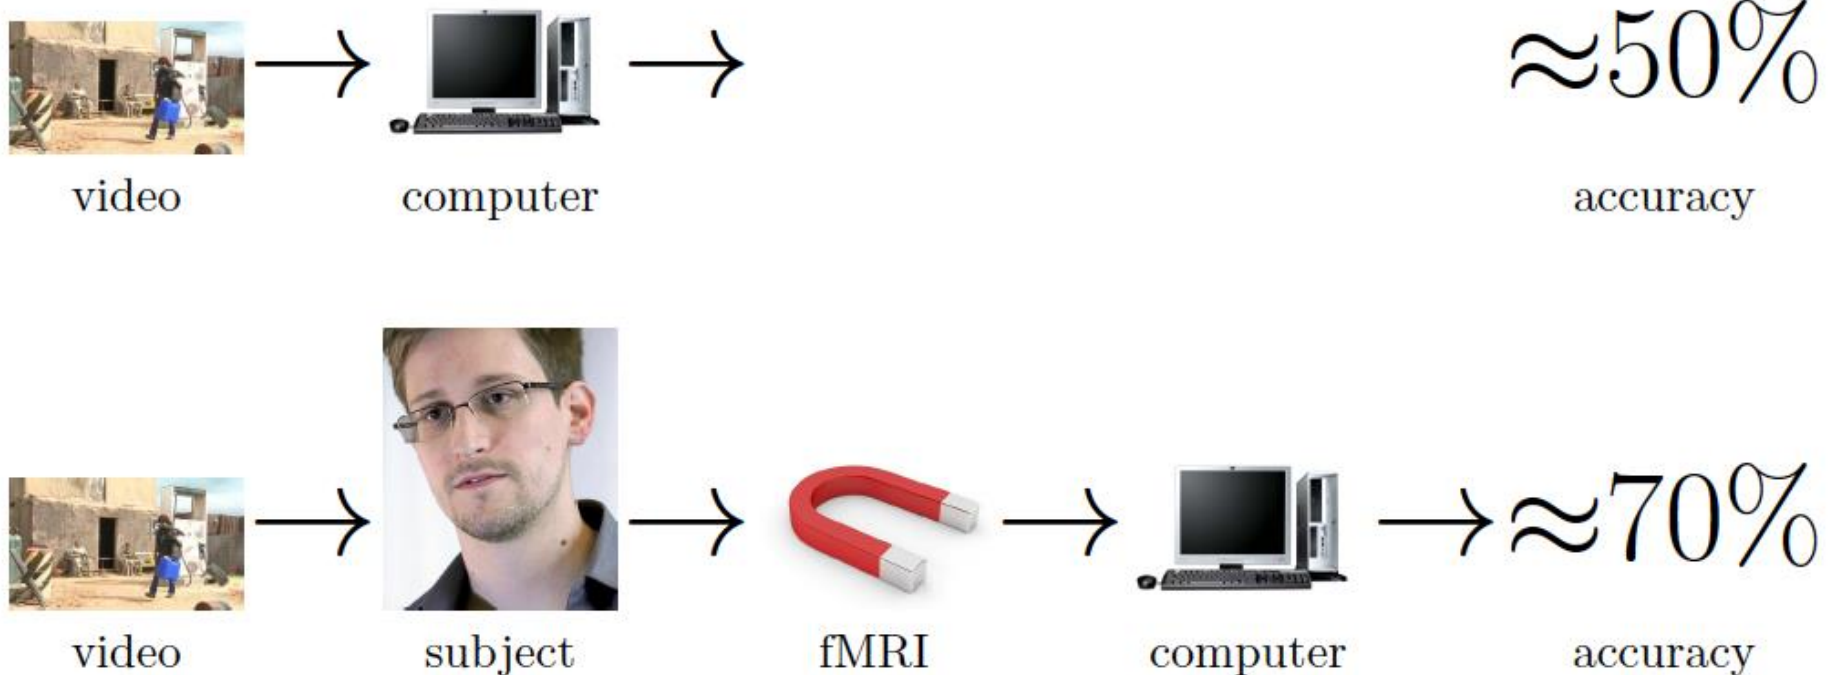 ≈50%
video computer accuracy
≈70%
video subject fMRI computer accuracy